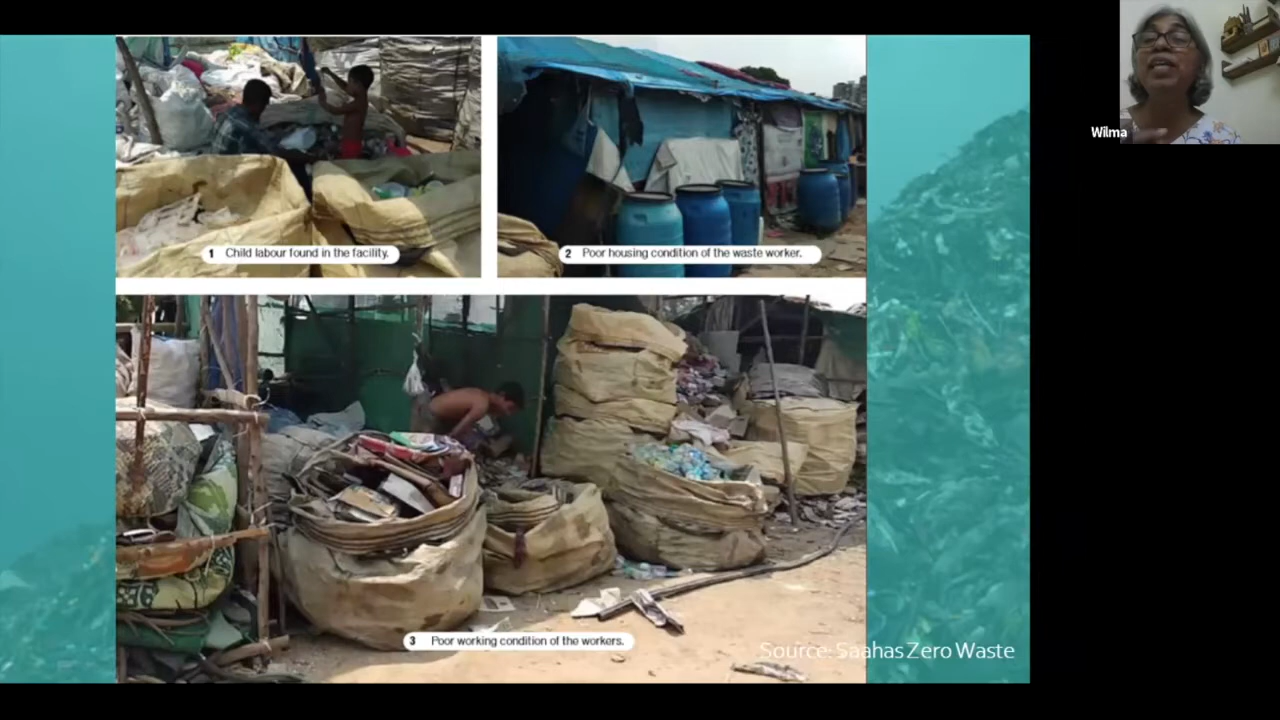 Wilma
1 Child labour found in the facility.
2 Poor housing condition of the waste worker.
3 Poor working condition of the workers.
Source: Saahas Zero Waste